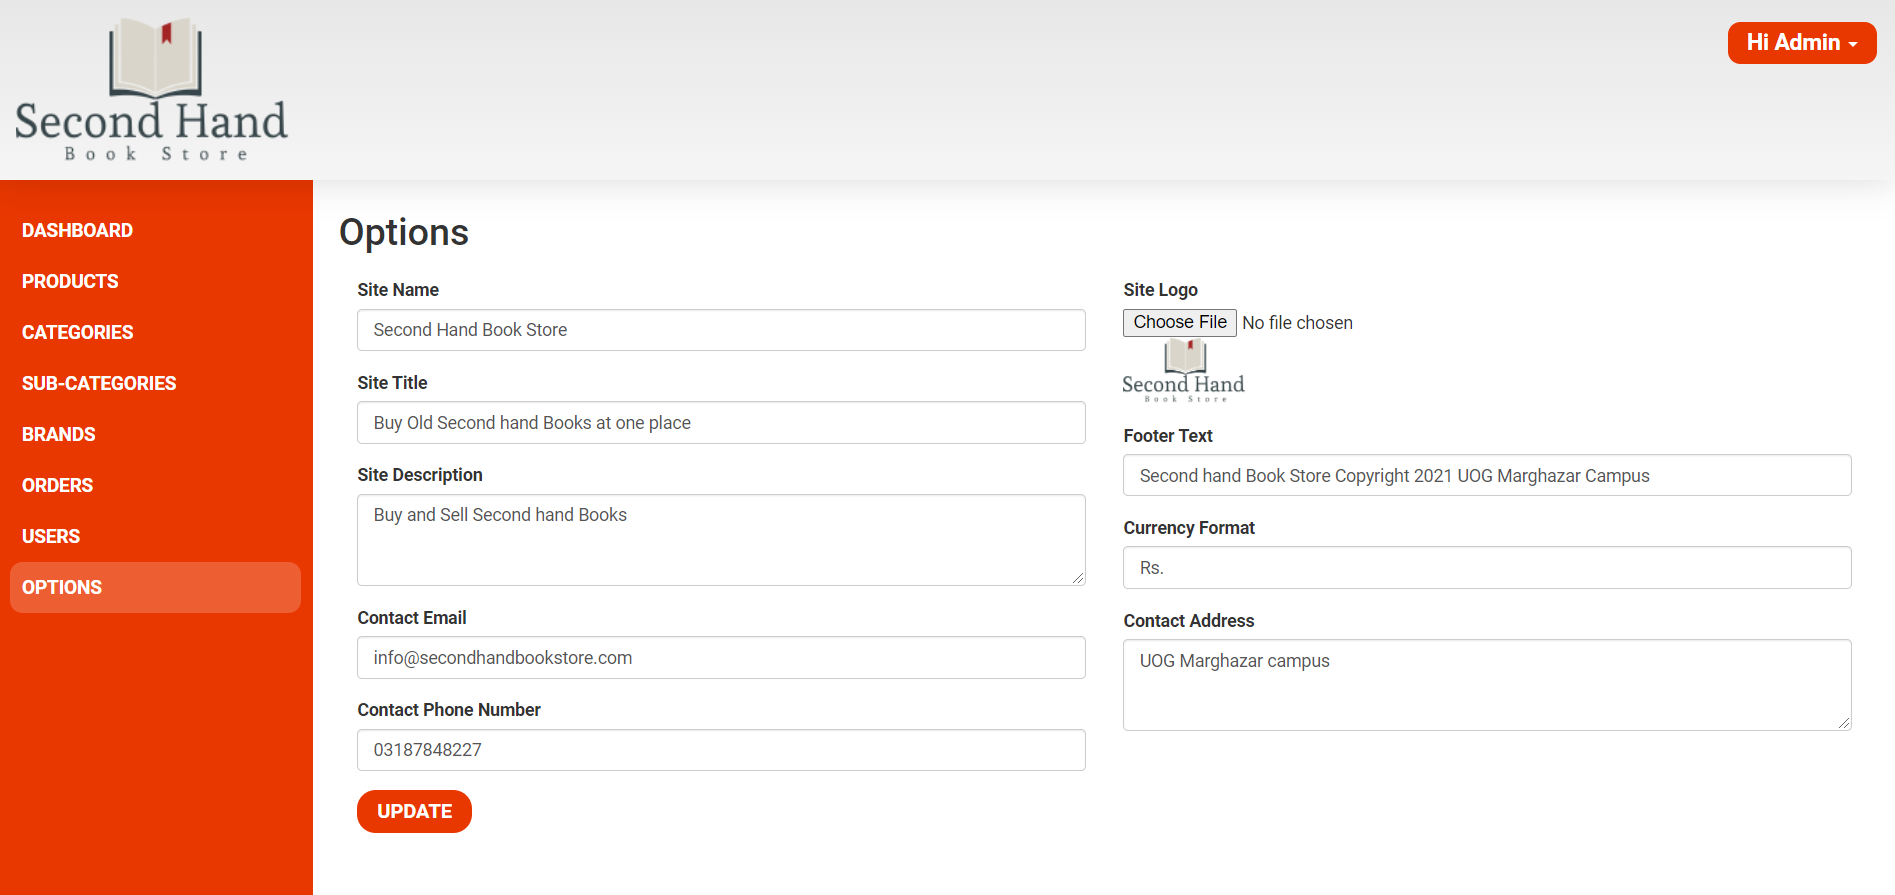 Second Hand
Book Store
Hi Admin
DASHBOARD
PRODUCTS
CATEGORIES
SUB-CATEGORIES
BRANDS
ORDERS
USERS
OPTIONS
Options
Site Name
Second Hand Book Store
Site Title
Buy Old Second hand Books at one place
Site Description
Buy and Sell Second hand Books
Contact Email
info@secondhandbookstore.com
Contact Phone Number
03187848227
UPDATE
Site Logo
Choose File No file chosen
Second Hand
Book Store
Footer Text
Second hand Book Store Copyright 2021 UOG Marghazar Campus
Currency Format
Rs.
Contact Address
UOG Marghazar campus